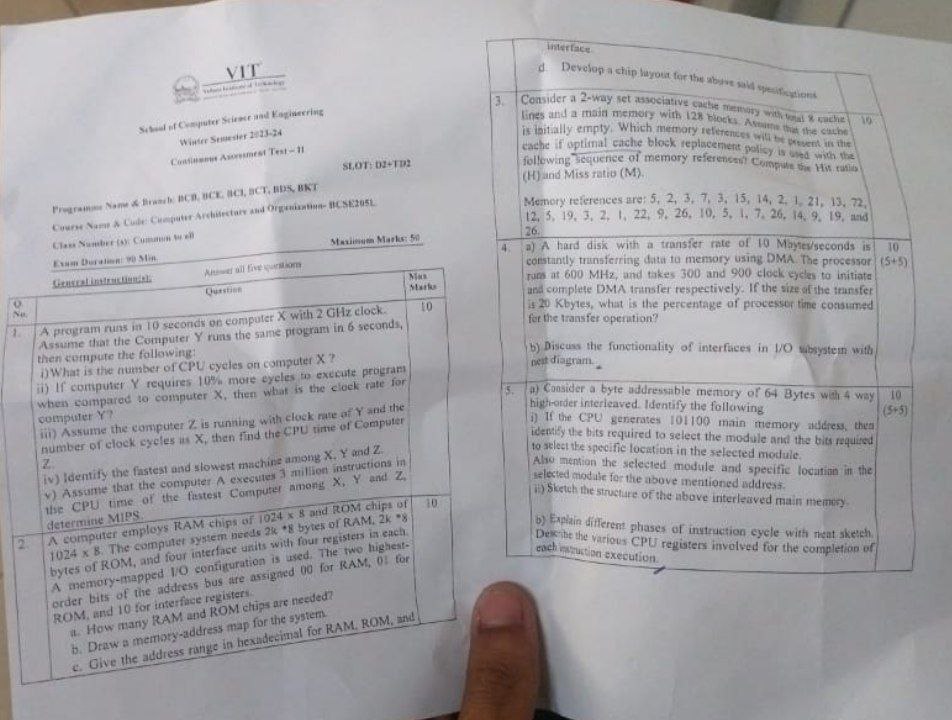 VIT
School of Computer Science and Engineering
Winter Semester 2023-24
Continuous Assessment Test – II
SLOT: D2+TD2
Programme Name & Branch: BCB, BCE, BCI, BCT, BDS, BKT
Course Name & Code: Computer Architecture and Organization- BCSE205L
Class Number (s): Common to all
Exam Duration: 90 Min.
Maximum Marks: 50
General instruction(s):
Answer all five questions
Q. No.
Question
Max Marks
1. A program runs in 10 seconds on computer X with 2 GHz clock. 10
Assume that the Computer Y runs the same program in 6 seconds,
then compute the following:
i)What is the number of CPU cycles on computer X ?
ii) If computer Y requires 10% more cycles to execute program
when compared to computer X, then what is the clock rate for
computer Y?
iii) Assume the computer Z is running with clock rate of Y and the
number of clock cycles as X, then find the CPU time of Computer
Z.
iv) Identify the fastest and slowest machine among X, Y and Z.
v) Assume that the computer A executes 3 million instructions in
the CPU time of the fastest Computer among X, Y and Z,
determine MIPS.
2. A computer employs RAM chips of 1024 x 8 and ROM chips of 10
1024 x 8. The computer system needs 2k *8 bytes of RAM, 2k *8
bytes of ROM, and four interface units with four registers in each.
A memory-mapped I/O configuration is used. The two highest-
order bits of the address bus are assigned 00 for RAM, 01 for
ROM, and 10 for interface registers.
a. How many RAM and ROM chips are needed?
b. Draw a memory-address map for the system.
c. Give the address range in hexadecimal for RAM, ROM, and
interface.
d. Develop a chip layout for the above said specifications
3. Consider a 2-way set associative cache memory with total 8 cache 10
lines and a main memory with 128 blocks. Assume that the cache
is initially empty. Which memory references will be present in the
cache if optimal cache block replacement policy is used with the
following sequence of memory references? Compute the Hit ratio
(H) and Miss ratio (M).
Memory references are: 5, 2, 3, 7, 3, 15, 14, 2, 1, 21, 13, 72,
12, 5, 19, 3, 2, 1, 22, 9, 26, 10, 5, 1, 7, 26, 14, 9, 19, and
26.
4. a) A hard disk with a transfer rate of 10 Mbytes/seconds is 10
constantly transferring data to memory using DMA. The processor (5+5)
runs at 600 MHz, and takes 300 and 900 clock cycles to initiate
and complete DMA transfer respectively. If the size of the transfer
is 20 Kbytes, what is the percentage of processor time consumed
for the transfer operation?
b) Discuss the functionality of interfaces in I/O subsystem with
neat diagram.
5. a) Consider a byte addressable memory of 64 Bytes with 4 way 10
high-order interleaved. Identify the following (5+5)
i) If the CPU generates 101100 main memory address, then
identify the bits required to select the module and the bits required
to select the specific location in the selected module.
Also mention the selected module and specific location in the
selected module for the above mentioned address.
ii) Sketch the structure of the above interleaved main memory.
b) Explain different phases of instruction cycle with neat sketch.
Describe the various CPU registers involved for the completion of
each instruction execution.